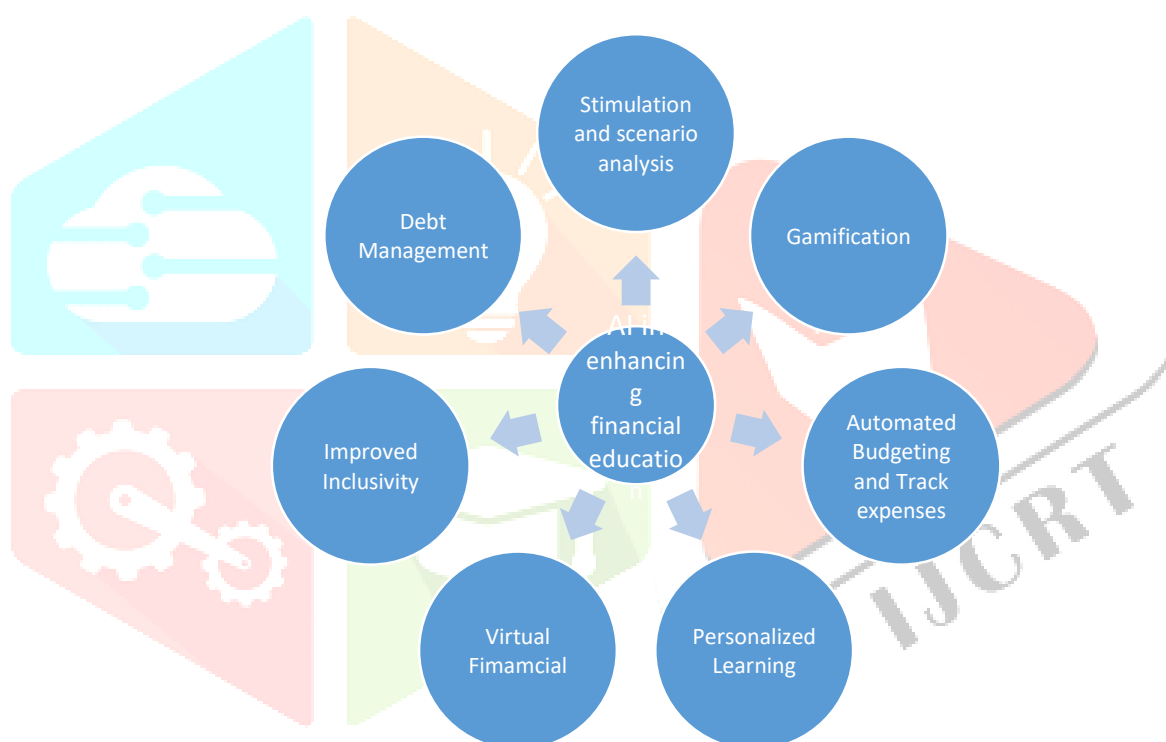 Stimulation
and scenario
analysis
Debt
Management
Gamification
AI in
enhancin
g
financial
educatio
n
Improved
Inclusivity
Automated
Budgeting
and Track
expenses
Virtual
Fimamcial
Personalized
Learning
IJCRT